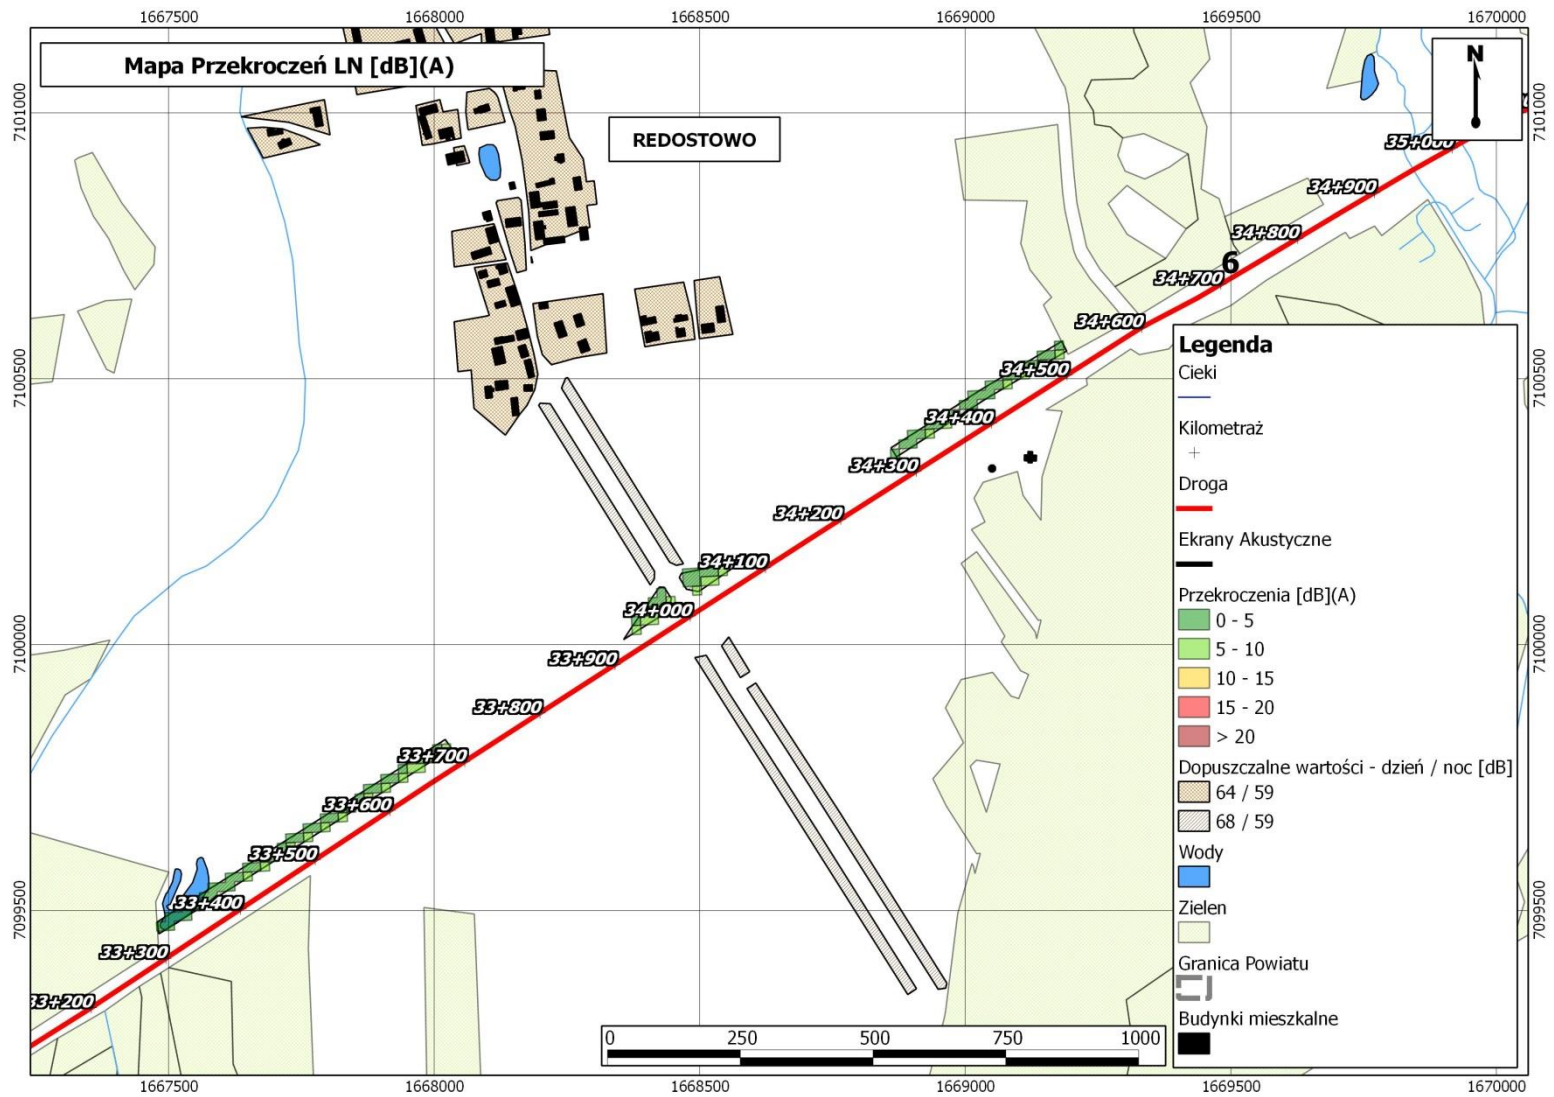 1667500 1668000 1668500 1669000 1669500 1670000
Mapa Przekroczeń LN [dB](A)
N
7101000 7101000
REDOSTOWO
35+000
34+900
34+800
6
34+700
34+600
7100500 7100500
34+500
34+400
34+300
34+200
34+100
34+000
7100000 7100000
33+900
33+800
33+700
33+600
33+500
7099500 7099500
33+400
33+300
33+200
Legenda
Cieki
Kilometraż
Droga
Ekrany Akustyczne
Przekroczenia [dB](A)
0 - 5
5 - 10
10 - 15
15 - 20
> 20
Dopuszczalne wartości - dzień / noc [dB]
64 / 59
68 / 59
Wody
Zielen
Granica Powiatu
Budynki mieszkalne
0 250 500 750 1000
1667500 1668000 1668500 1669000 1669500 1670000